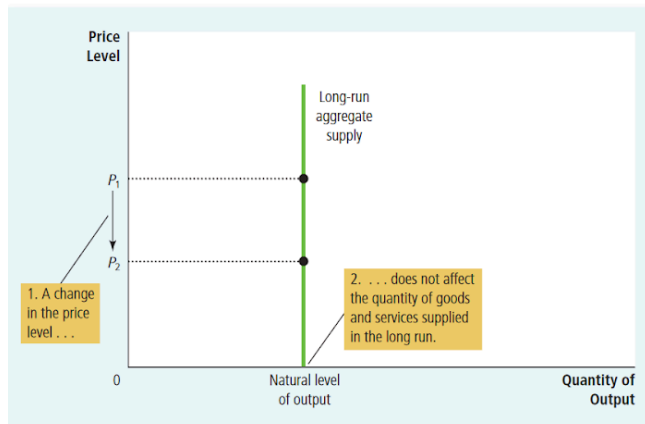 Price
Level
Long-run
aggregate
supply
P1
P2
1. A change
in the price
level . . .
2. . . . does not affect
the quantity of goods
and services supplied
in the long run.
0
Natural level
of output
Quantity of
Output